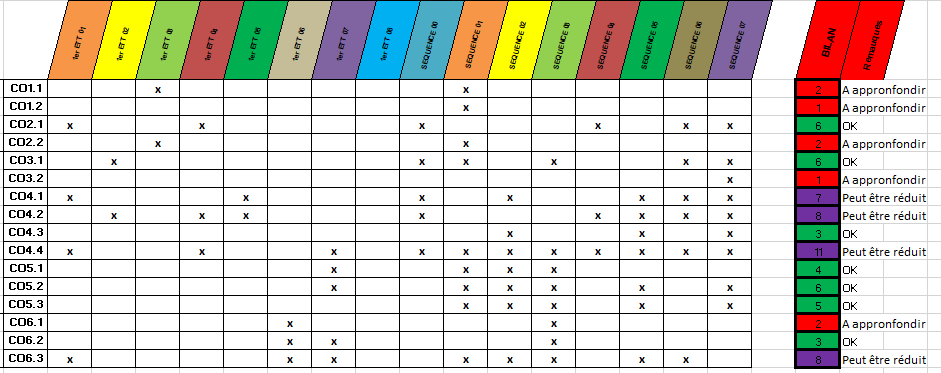 1er ETT 01 1er ETT 02 1er ETT 03 1er ETT 04 1er ETT 05 1er ETT 06 1er ETT 07 1er ETT 08 SEQUENCE 00 SEQUENCE 01 SEQUENCE 02 SEQUENCE 03 SEQUENCE 04 SEQUENCE 05 SEQUENCE 06 SEQUENCE 07 BILAN Remarques
CO1.1 x x 2 A appronfondir
CO1.2 x 1 A appronfondir
CO2.1 x x x x x x 6 OK
CO2.2 x x 2 A appronfondir
CO3.1 x x x x x x 6 OK
CO3.2 x 1 A appronfondir
CO4.1 x x x x x x x 7 Peut être réduit
CO4.2 x x x x x x x x 8 Peut être réduit
CO4.3 x x x 3 OK
CO4.4 x x x x x x x x x x x 11 Peut être réduit
CO5.1 x x x x 4 OK
CO5.2 x x x x x x 6 OK
CO5.3 x x x x x 5 OK
CO6.1 x x 2 A appronfondir
CO6.2 x x x 3 OK
CO6.3 x x x x x x x x 8 Peut être réduit